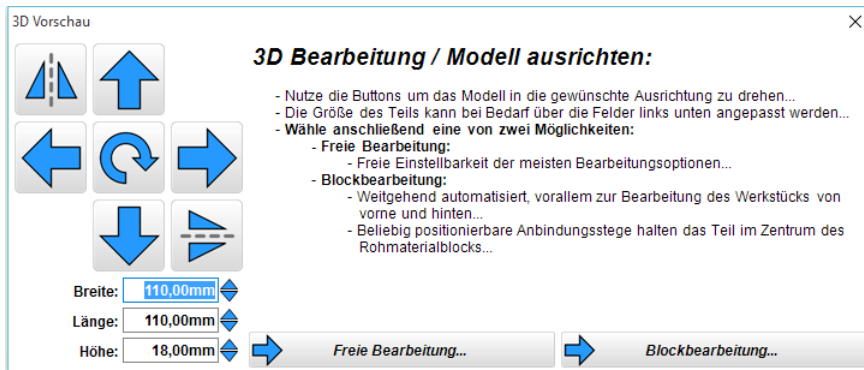 3D Vorschau
3D Bearbeitung / Modell ausrichten:
- Nutze die Buttons um das Modell in die gewünschte Ausrichtung zu drehen...
- Die Größe des Teils kann bei Bedarf über die Felder links unten angepasst werden...
- Wähle anschließend eine von zwei Möglichkeiten:
- Freie Bearbeitung:
- Freie Einstellbarkeit der meisten Bearbeitungsoptionen...
- Blockbearbeitung:
- Weitgehend automatisiert, vorallem zur Bearbeitung des Werkstücks von
vorne und hinten...
- Beliebig positionierbare Anbindungsstege halten das Teil im Zentrum des
Rohmaterialblocks...
Breite: 110,00mm
Länge: 110,00mm
Höhe: 18,00mm
Freie Bearbeitung...
Blockbearbeitung...